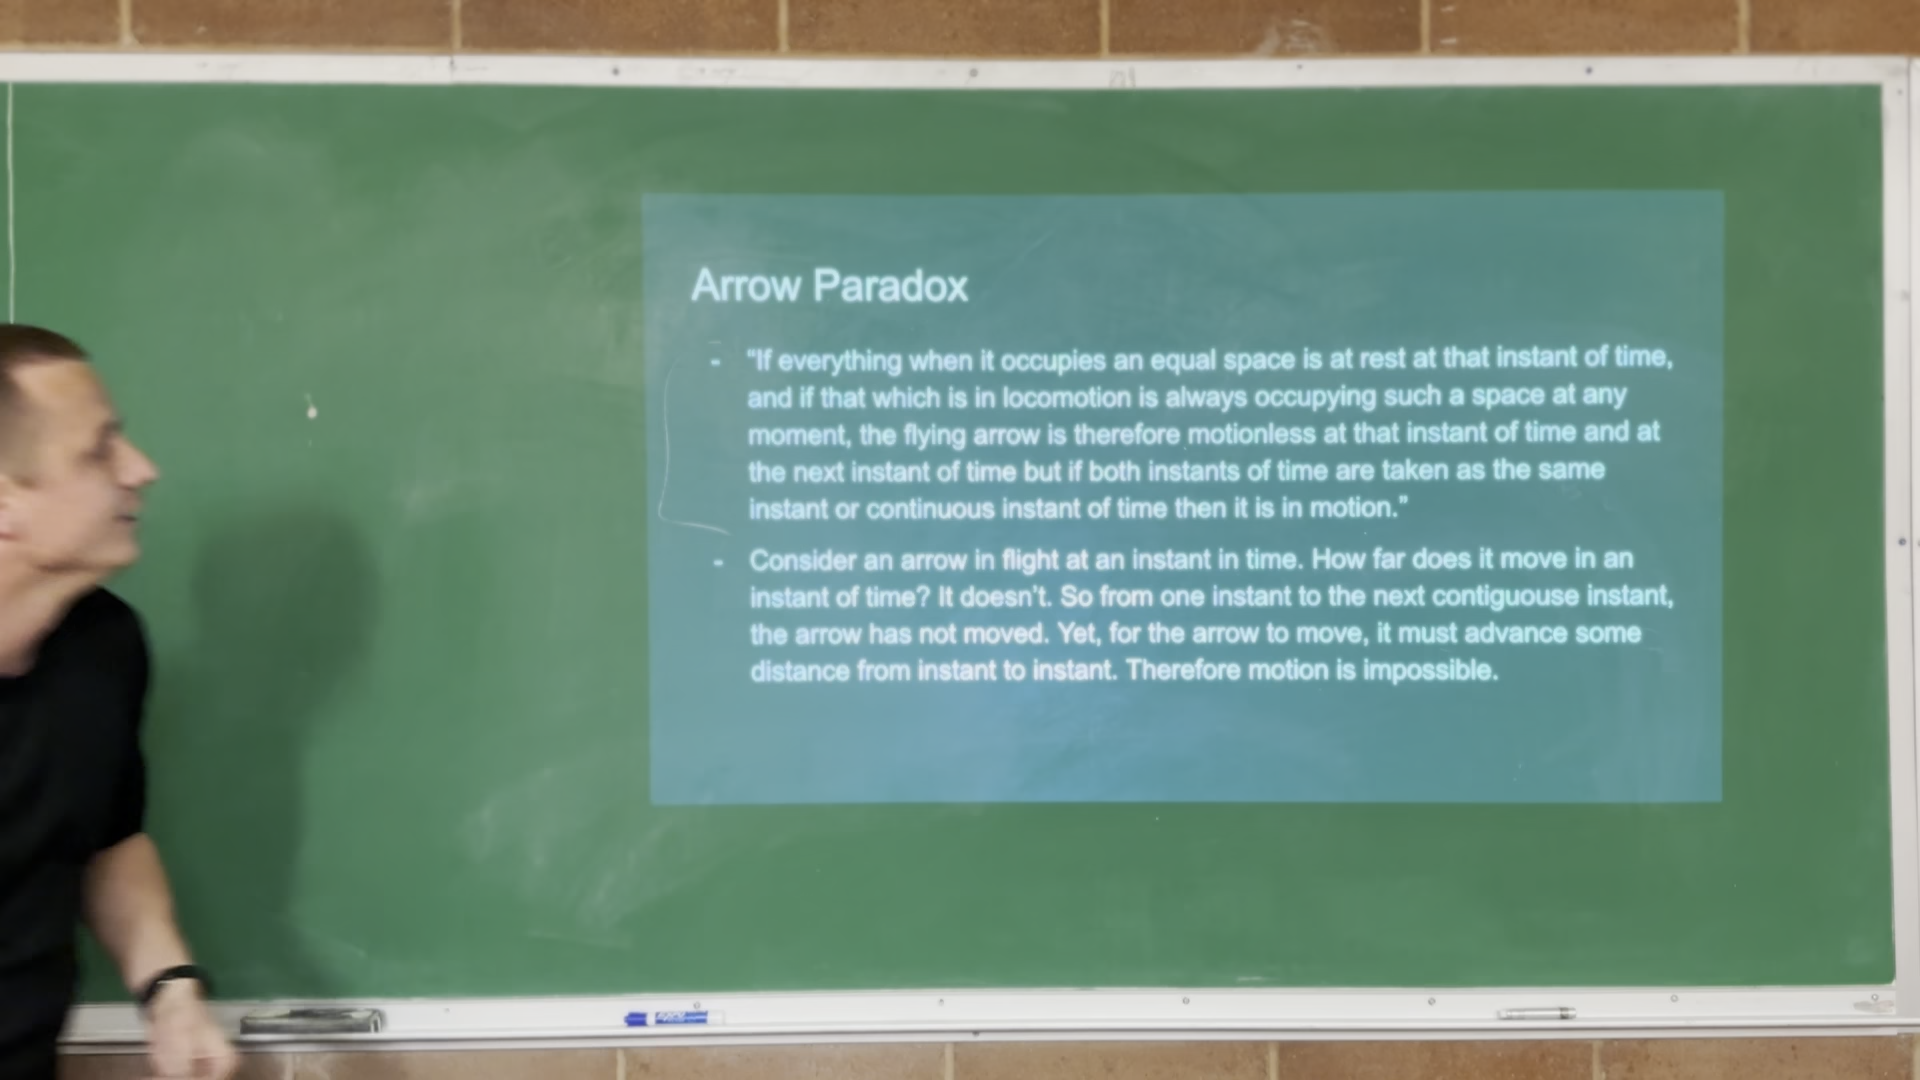 Arrow Paradox
- "If everything when it occupies an equal space is at rest at that instant of time,
and if that which is in locomotion is always occupying such a space at any
moment, the flying arrow is therefore motionless at that instant of time and at
the next instant of time but if both instants of time are taken as the same
instant or continuous instant of time then it is in motion.”
- Consider an arrow in flight at an instant in time. How far does it move in an
instant of time? It doesn't. So from one instant to the next contiguouse instant,
the arrow has not moved. Yet, for the arrow to move, it must advance some
distance from instant to instant. Therefore motion is impossible.